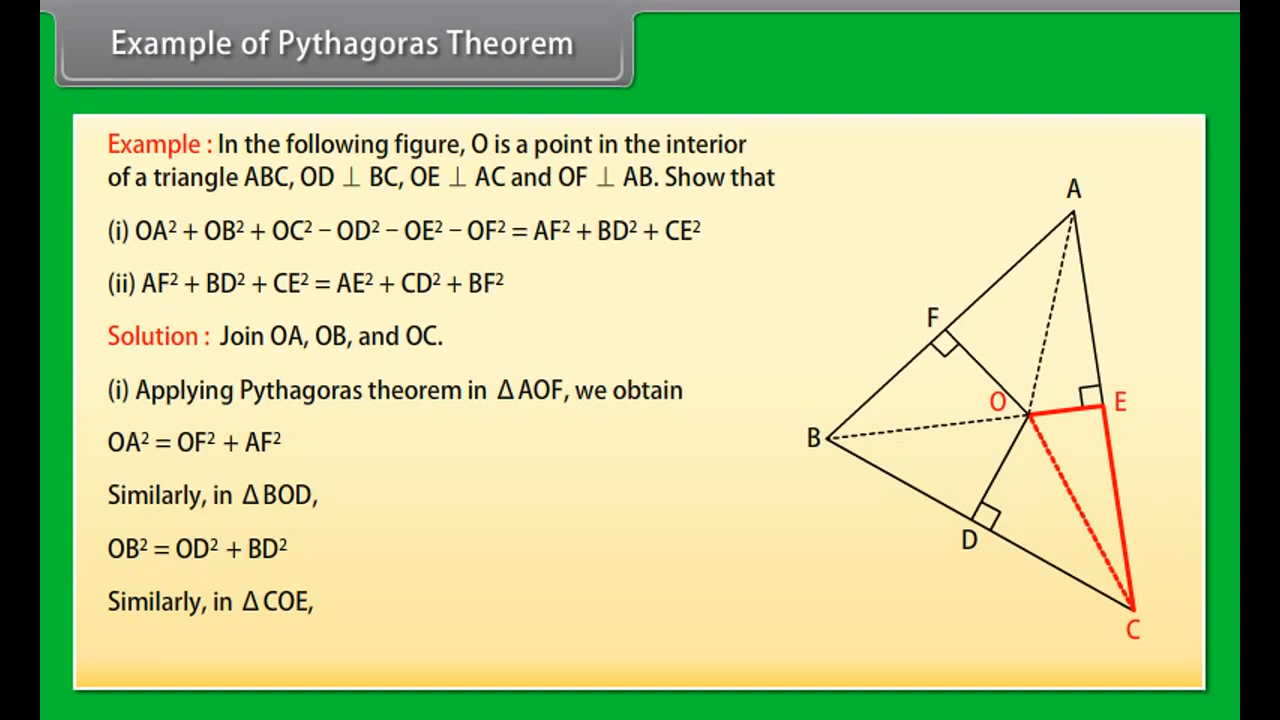 Example of Pythagoras Theorem
Example : In the following figure, O is a point in the interior
of a triangle ABC, OD ⊥ BC, OE ⊥ AC and OF ⊥ AB. Show that
(i) OA² + OB² + OC² − OD² − OE² − OF² = AF² + BD² + CE²
(ii) AF² + BD² + CE² = AE² + CD² + BF²
Solution : Join OA, OB, and OC.
(i) Applying Pythagoras theorem in Δ AOF, we obtain
OA² = OF² + AF²
Similarly, in Δ BOD,
OB² = OD² + BD²
Similarly, in Δ COE,
A
F
O
E
B
D
C